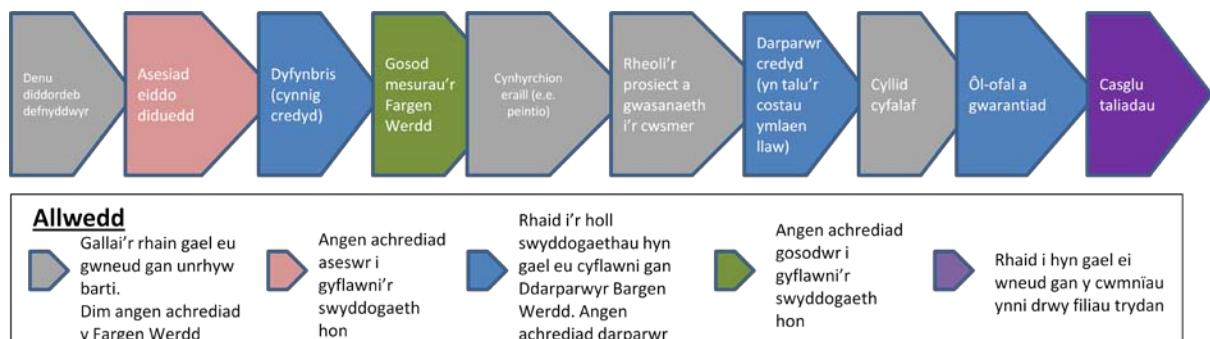 Denu
diddordeb
defnyddwyr
Asesiad
eiddo
diduedd
Dyfynbris
(cynnig
credyd)
Gosod
mesurau'r
Fargen
Werdd
Cynhyrchion
eraill (e.e.
peintio)
Rheoli'r
prosiect a
gwasanaeth
i'r cwsmer
Darparwr
credyd
(yn talu'r
costau
ymlaen
llaw)
Cyllid
cyfalaf
Ôl-ofal a
gwarantiad
Casglu
taliadau
Allwedd
Gallai'r rhain gael eu
gwneud gan unrhyw
barti.
Dim angen achrediad
y Fargen Werdd
Angen achrediad
aseswr i
gyflawni'r
swyddogaeth
hon
Rhaid i'r holl
swyddogaethau hyn
gael eu cyflawni gan
Ddarparwyr Bargen
Werdd. Angen
achrediad darparwr
Angen achrediad
gosodwr i
gyflawni'r
swyddogaeth
hon
Rhaid i hyn gael ei
wneud gan y cwmnïau
ynni drwy filiau trydan